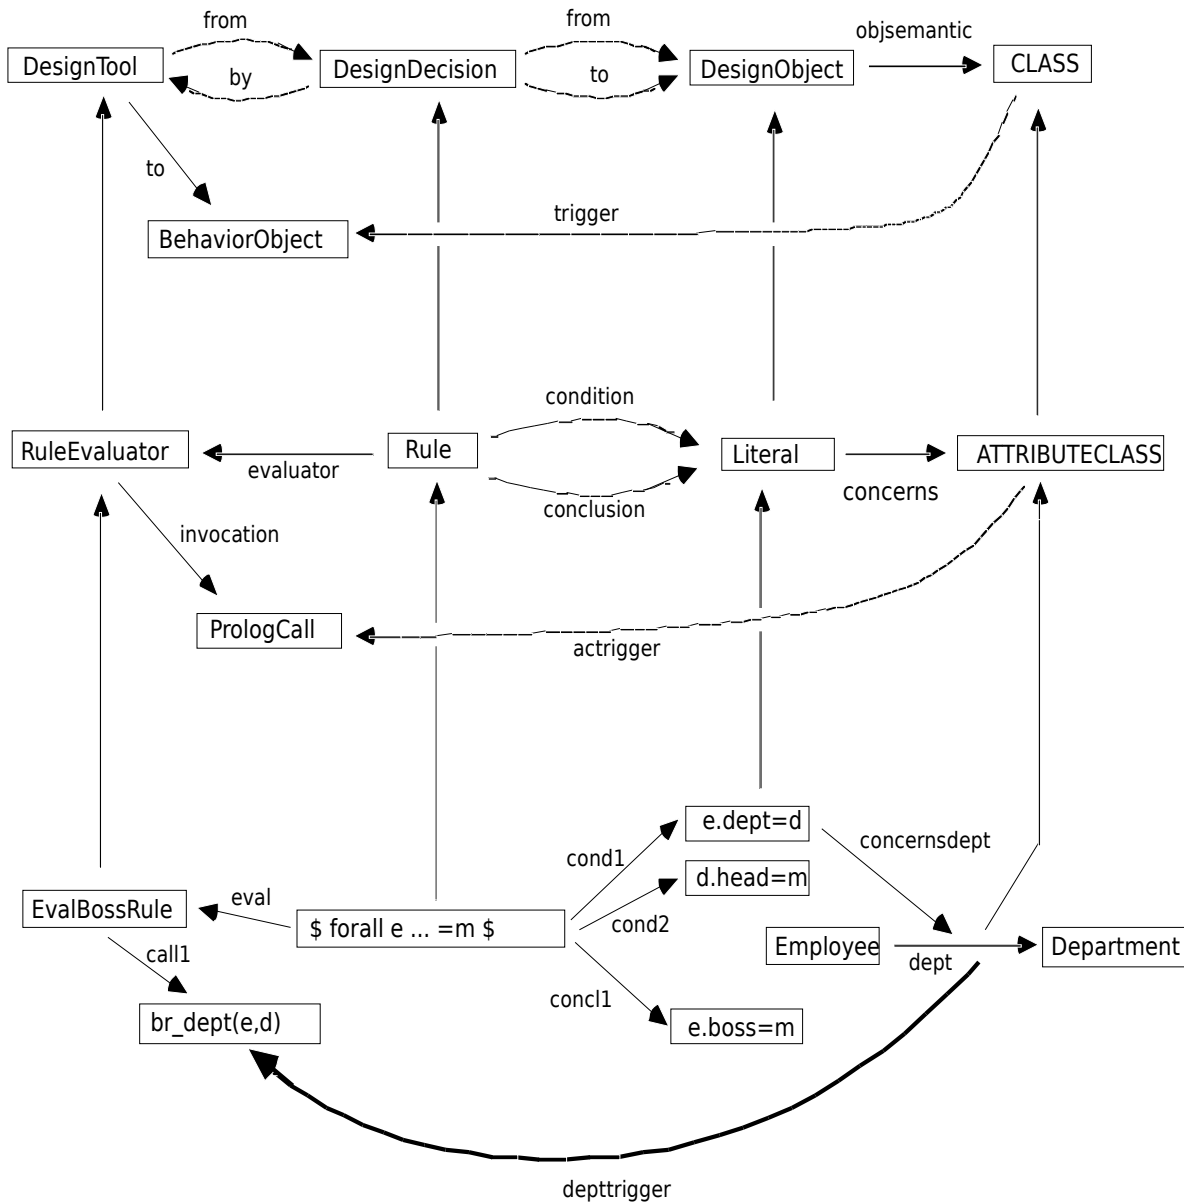 from
from
objsemantic
DesignTool
by
DesignDecision
to
DesignObject
CLASS
to
trigger
BehaviorObject
condition
RuleEvaluator
evaluator
Rule
Literal
ATTRIBUTECLASS
concerns
conclusion
invocation
PrologCall
actrigger
e.dept=d
concernsdept
cond1
d.head=m
EvalBossRule
eval
$ forall e ... =m $
cond2
Employee
dept
Department
call1
concl1
br_dept(e,d)
e.boss=m
depttrigger